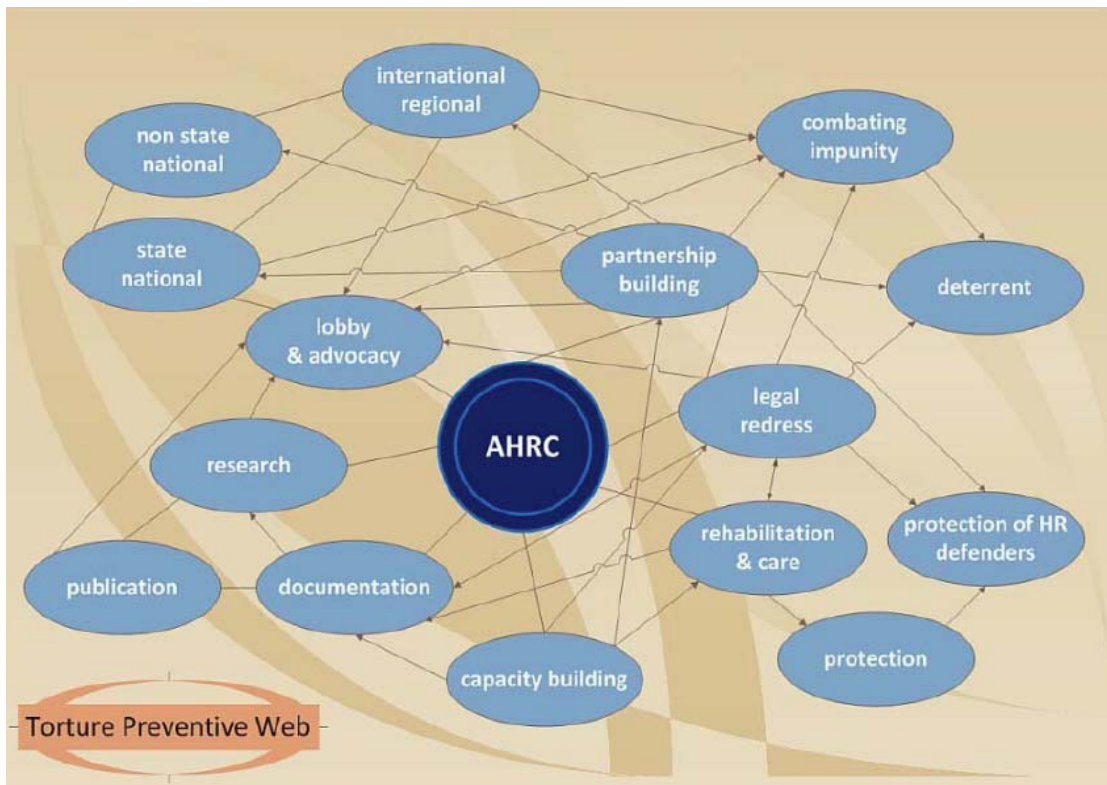 international
regional
non state
national
combating
impunity
state
national
partnership
building
deterrent
lobby
& advocacy
legal
redress
AHRC
research
protection of HR
defenders
rehabilitation
& care
publication
documentation
capacity building
protection
Torture Preventive Web